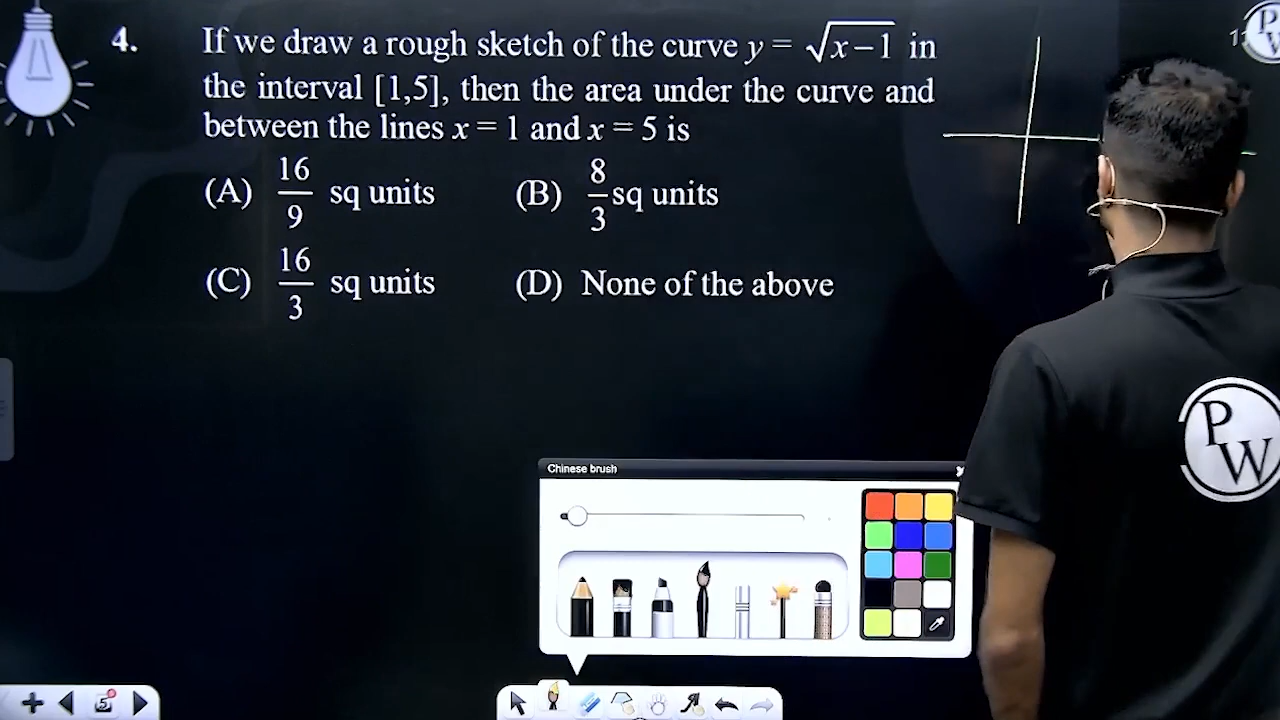 4. If we draw a rough sketch of the curve y = √x−1 in
the interval [1,5], then the area under the curve and
between the lines x = 1 and x = 5 is
(A) 16/9 sq units (B) 8/3 sq units
(C) 16/3 sq units (D) None of the above
Chinese brush
5
PW
PW